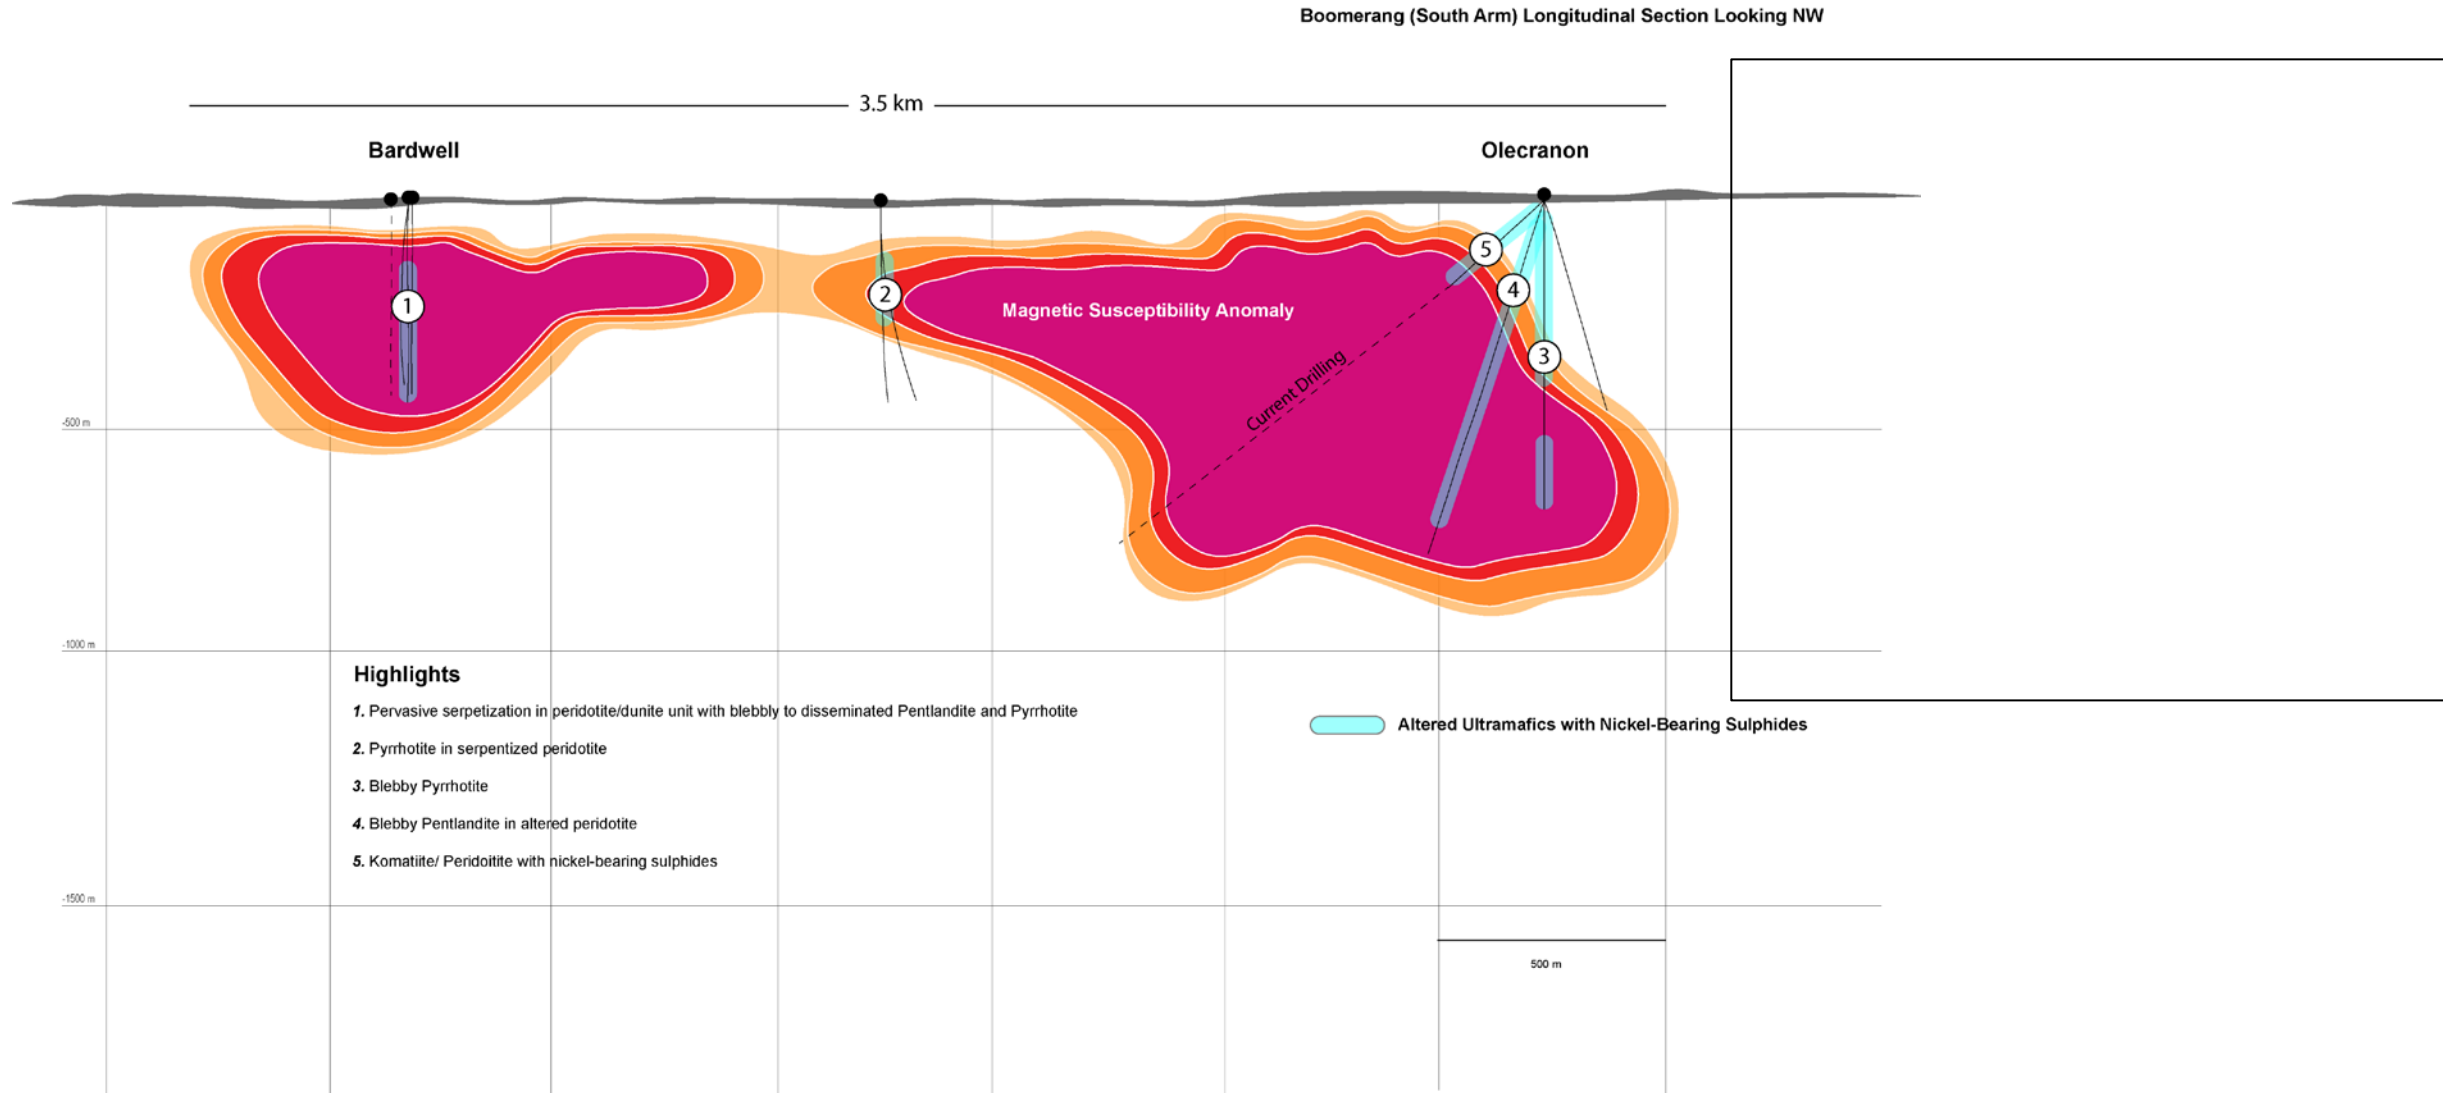 Boomerang (South Arm) Longitudinal Section Looking NW
3.5 km
Bardwell
Olecranon
5
4
1
2
Magnetic Susceptibility Anomaly
3
Current Drilling
-500 m
-1000 m
Highlights
1. Pervasive serpetization in peridotite/dunite unit with blebbly to disseminated Pentlandite and Pyrrhotite
2. Pyrrhotite in serpentized peridotite
3. Blebby Pyrrhotite
4. Blebby Pentlandite in altered peridotite
5. Komatiite/ Peridoitite with nickel-bearing sulphides
Altered Ultramafics with Nickel-Bearing Sulphides
-1500 m
500 m